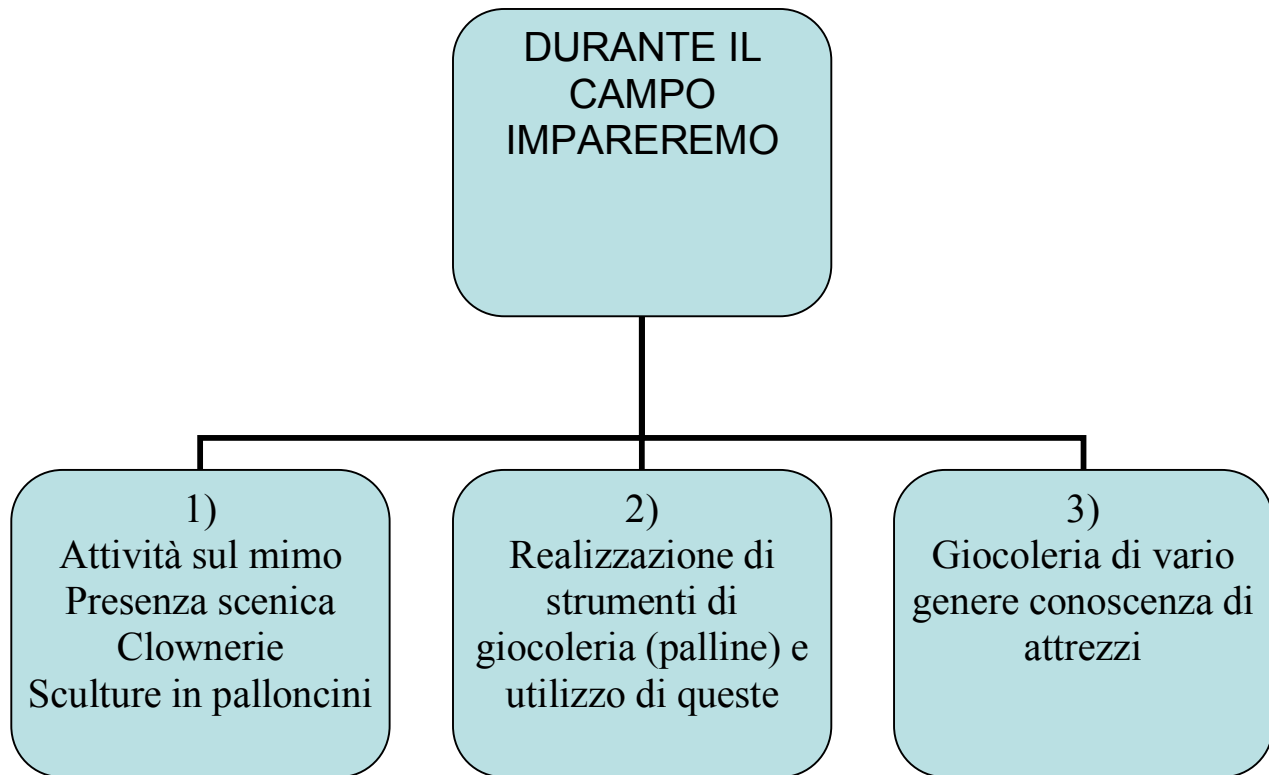 DURANTE IL
CAMPO
IMPAREREMO
1)
Attività sul mimo
Presenza scenica
Clownerie
Sculture in palloncini
2)
Realizzazione di
strumenti di
giocoleria (palline) e
utilizzo di queste
3)
Giocoleria di vario
genere conoscenza di
attrezzi